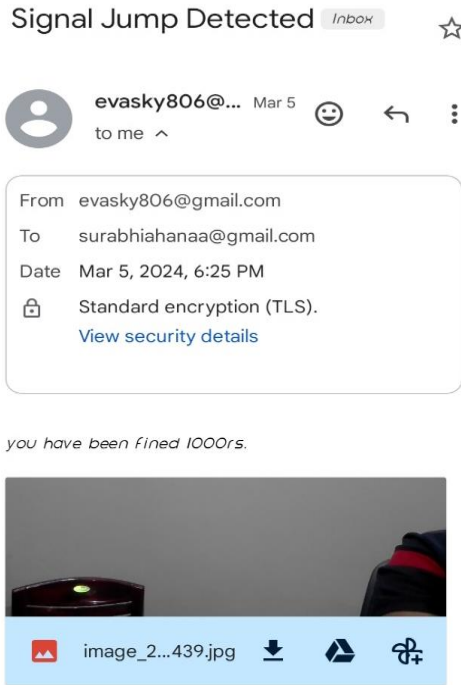 Signal Jump Detected Inbox
evasky806@... Mar 5
to me
From evasky806@gmail.com
To surabhiahanaa@gmail.com
Date Mar 5, 2024, 6:25 PM
Standard encryption (TLS).
View security details
you have been fined 1000rs.
image_2...439.jpg